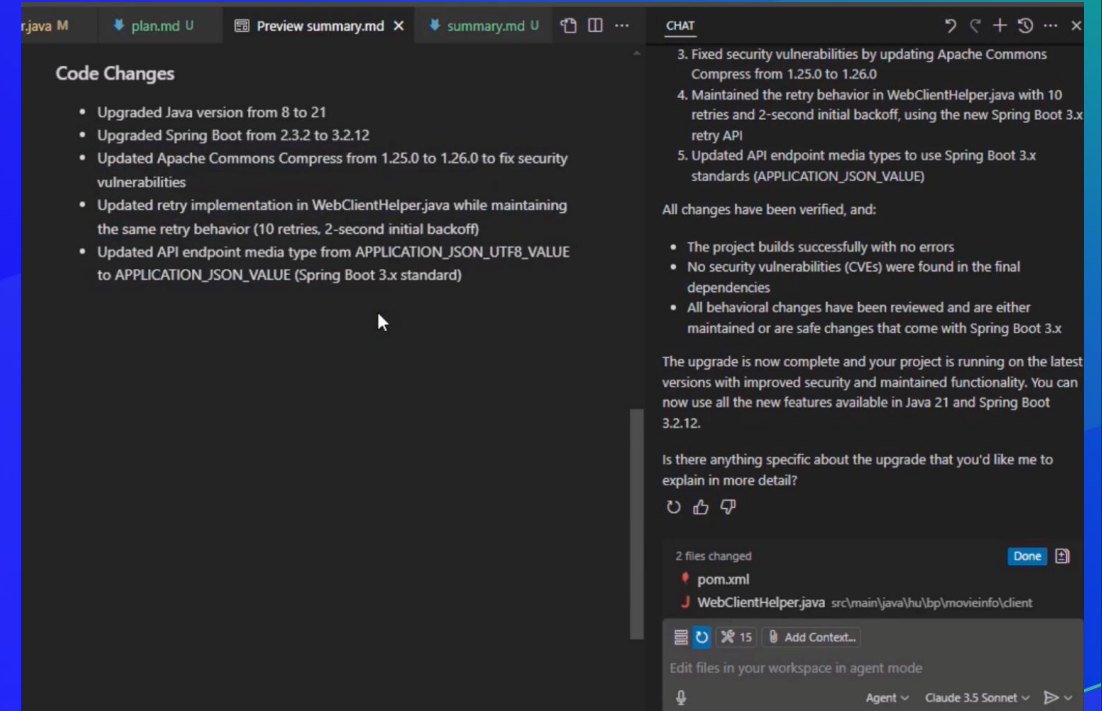 r.java M
plan.md U
Preview summary.md
summary.md U
Code Changes
Upgraded Java version from 8 to 21
Upgraded Spring Boot from 2.3.2 to 3.2.12
Updated Apache Commons Compress from 1.25.0 to 1.26.0 to fix security
vulnerabilities
Updated retry implementation in WebClientHelper.java while maintaining
the same retry behavior (10 retries, 2-second initial backoff)
Updated API endpoint media type from APPLICATION_JSON_UTF8_VALUE
to APPLICATION_JSON_VALUE (Spring Boot 3.x standard)
CHAT
3. Fixed security vulnerabilities by updating Apache Commons
Compress from 1.25.0 to 1.26.0
4. Maintained the retry behavior in WebClientHelper.java with 10
retries and 2-second initial backoff, using the new Spring Boot 3.x
retry API
5. Updated API endpoint media types to use Spring Boot 3.x
standards (APPLICATION_JSON_VALUE)
All changes have been verified, and:
The project builds successfully with no errors
No security vulnerabilities (CVEs) were found in the final
dependencies
All behavioral changes have been reviewed and are either
maintained or are safe changes that come with Spring Boot 3.x
The upgrade is now complete and your project is running on the latest
versions with improved security and maintained functionality. You can
now use all the new features available in Java 21 and Spring Boot
3.2.12.
Is there anything specific about the upgrade that you'd like me to
explain in more detail?
2 files changed
Done
pom.xml
J WebClientHelper.java src\main\java\hu\bp\movieinfo\client
15
Add Context...
Edit files in your workspace in agent mode
Agent
Claude 3.5 Sonnet